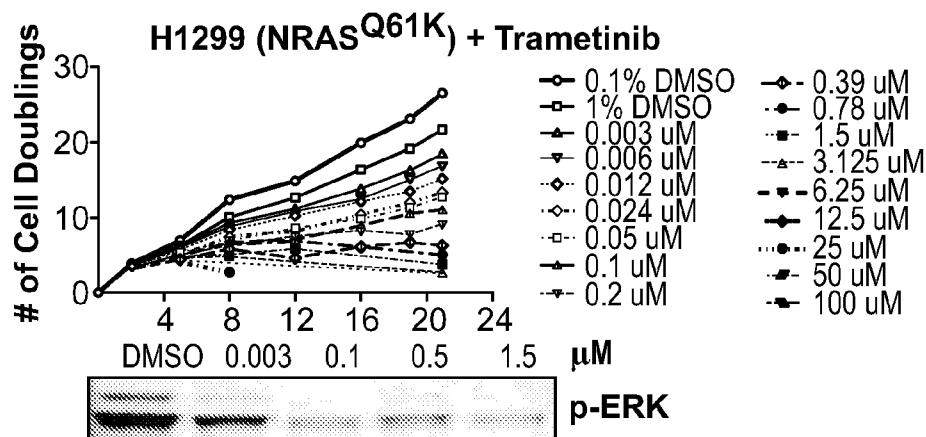 H1299 (NRAS^Q61K) + Trametinib
# of Cell Doublings
30
20
10
0
4 8 12 16 20 24
0.1% DMSO
1% DMSO
0.003 uM
0.006 uM
0.012 uM
0.024 uM
0.05 uM
0.1 uM
0.2 uM
0.39 uM
0.78 uM
1.5 uM
3.125 uM
6.25 uM
12.5 uM
25 uM
50 uM
100 uM
DMSO 0.003 0.1 0.5 1.5 µM
p-ERK